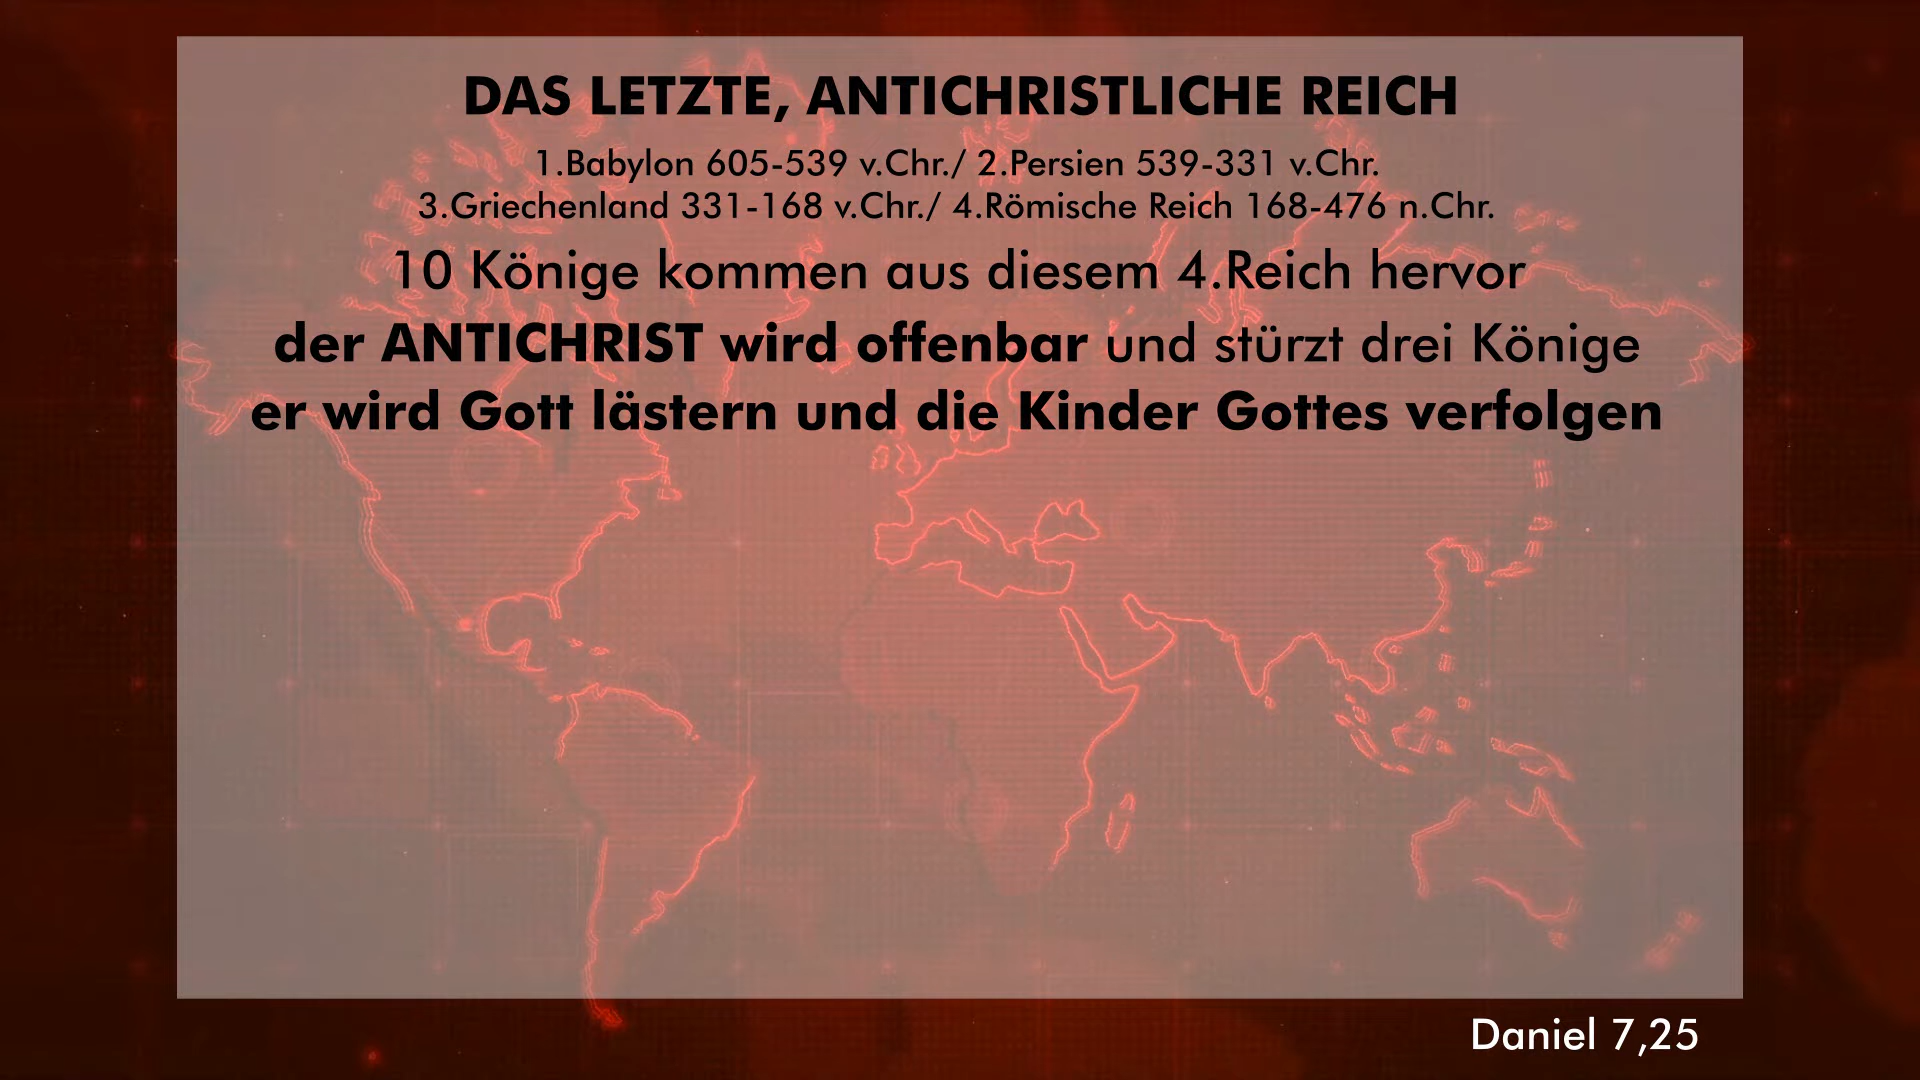 DAS LETZTE, ANTICHRISTLICHE REICH
1.Babylon 605-539 v.Chr./ 2.Persien 539-331 v.Chr.
3.Griechenland 331-168 v.Chr./ 4.Römische Reich 168-476 n.Chr.
10 Könige kommen aus diesem 4.Reich hervor
der ANTICHRIST wird offenbar und stürzt drei Könige
er wird Gott lästern und die Kinder Gottes verfolgen
Daniel 7,25